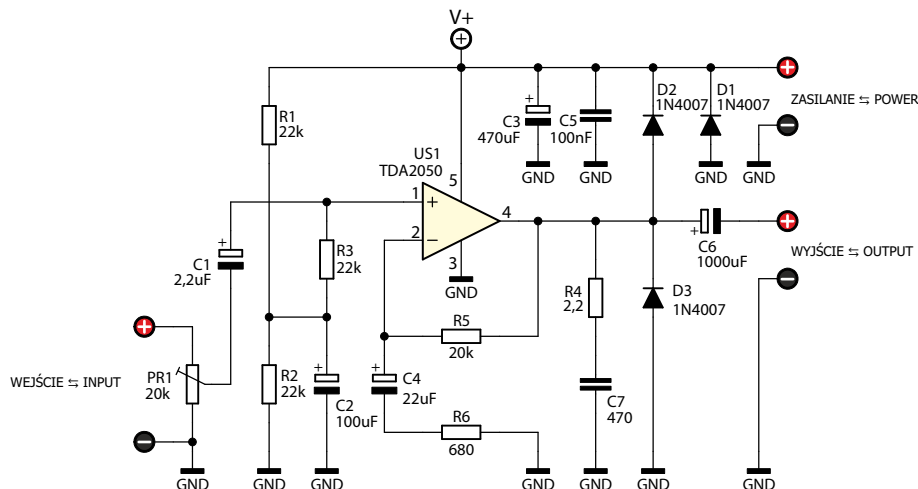 V+
D2
1N4007
D1
1N4007
ZASILANIE ⇆ POWER
R1
22k
C3
470uF
C5
100nF
US1
TDA2050
GND
GND
GND
GND
5
1
+
4
2
−
3
GND
C1
2,2uF
R3
22k
C6
1000uF
WYJŚCIE ⇆ OUTPUT
R4
2,2
D3
1N4007
R5
20k
WEJŚCIE ⇆ INPUT
PR1
20k
R2
22k
C2
100uF
C4
22uF
C7
470
R6
680
GND
GND
GND
GND
GND
GND
GND